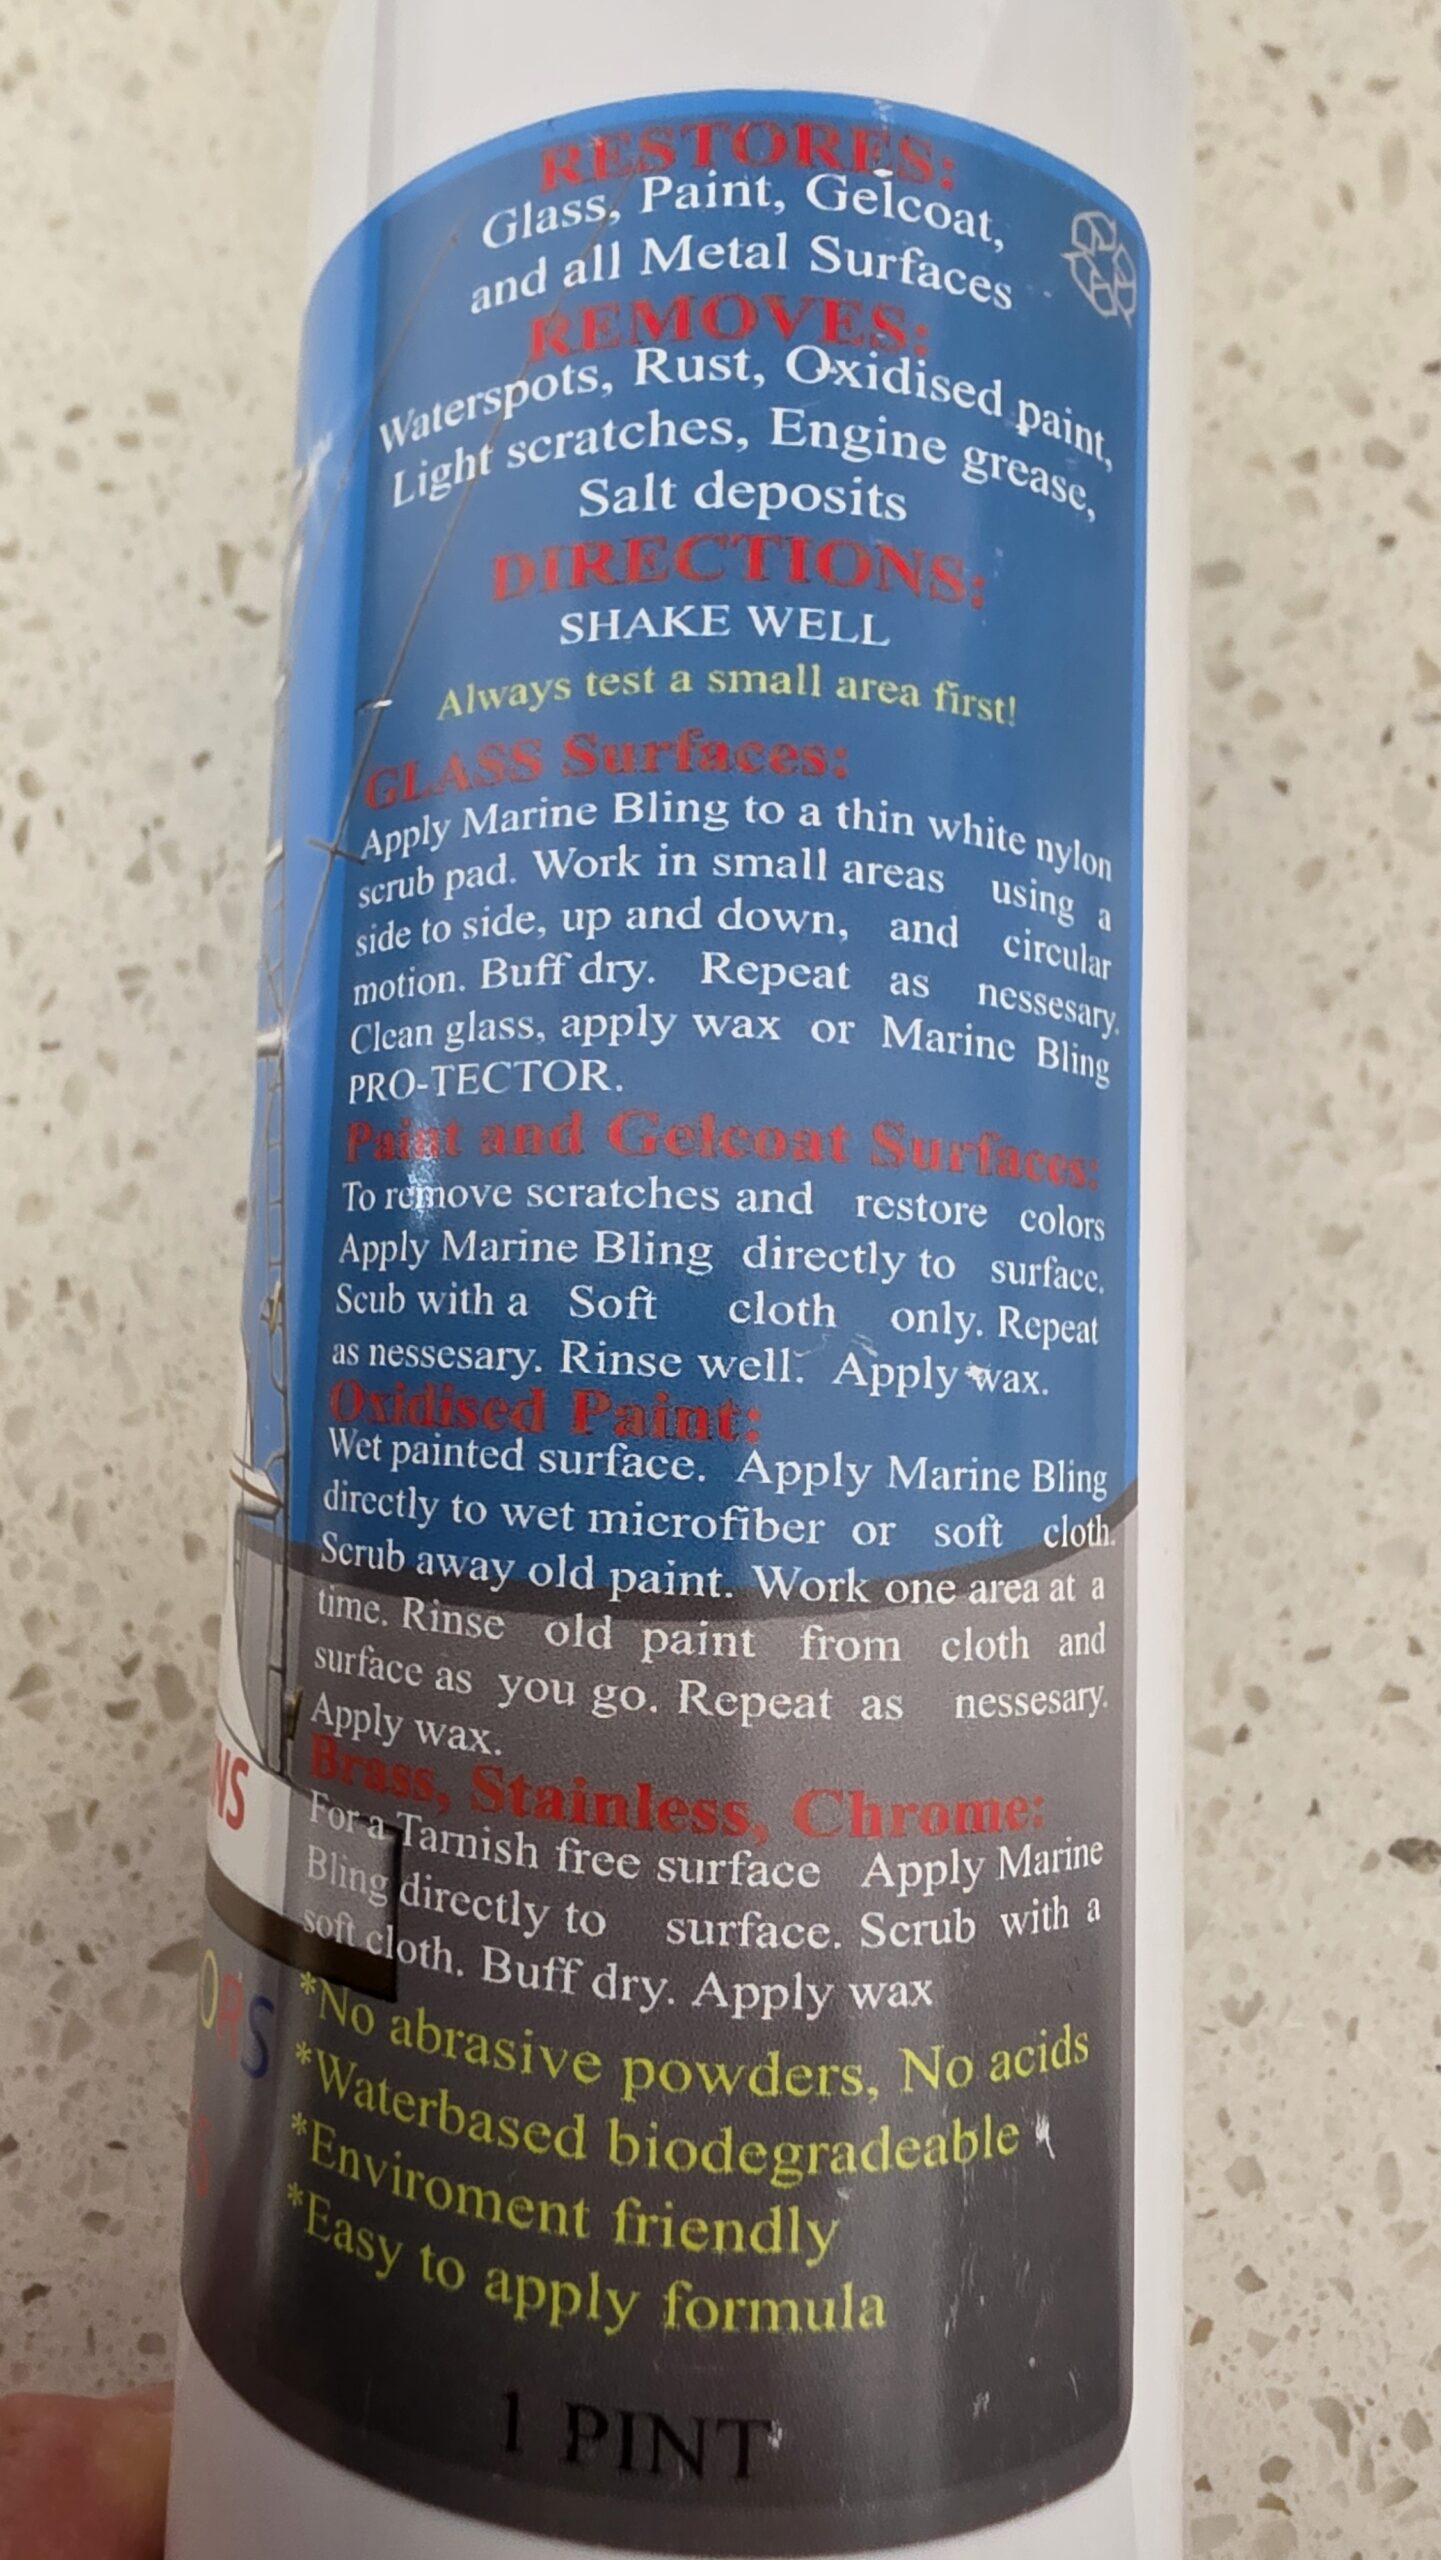 RESTORES:
Glass, Paint, Gelcoat,
and all Metal Surfaces
REMOVES:
Waterspots, Rust, Oxidised paint,
Light scratches, Engine grease,
Salt deposits
DIRECTIONS:
SHAKE WELL
Always test a small area first!
GLASS Surfaces:
Apply Marine Bling to a thin white nylon
scrub pad. Work in small areas using a
side to side, up and down, and circular
motion. Buff dry. Repeat as nessesary.
Clean glass, apply wax or Marine Bling
PRO-TECTOR.
Paint and Gelcoat Surfaces:
To remove scratches and restore colors
Apply Marine Bling directly to surface.
Scub with a Soft cloth only. Repeat
as nessesary. Rinse well. Apply wax.
Oxidised Paint:
Wet painted surface. Apply Marine Bling
directly to wet microfiber or soft cloth.
Scrub away old paint. Work one area at a
time. Rinse old paint from cloth and
surface as you go. Repeat as nessesary.
Apply wax.
Brass, Stainless, Chrome:
For a Tarnish free surface Apply Marine
Bling directly to surface. Scrub with a
soft cloth. Buff dry. Apply wax
*No abrasive powders, No acids
*Waterbased biodegradeable
*Enviroment friendly
*Easy to apply formula
1 PINT